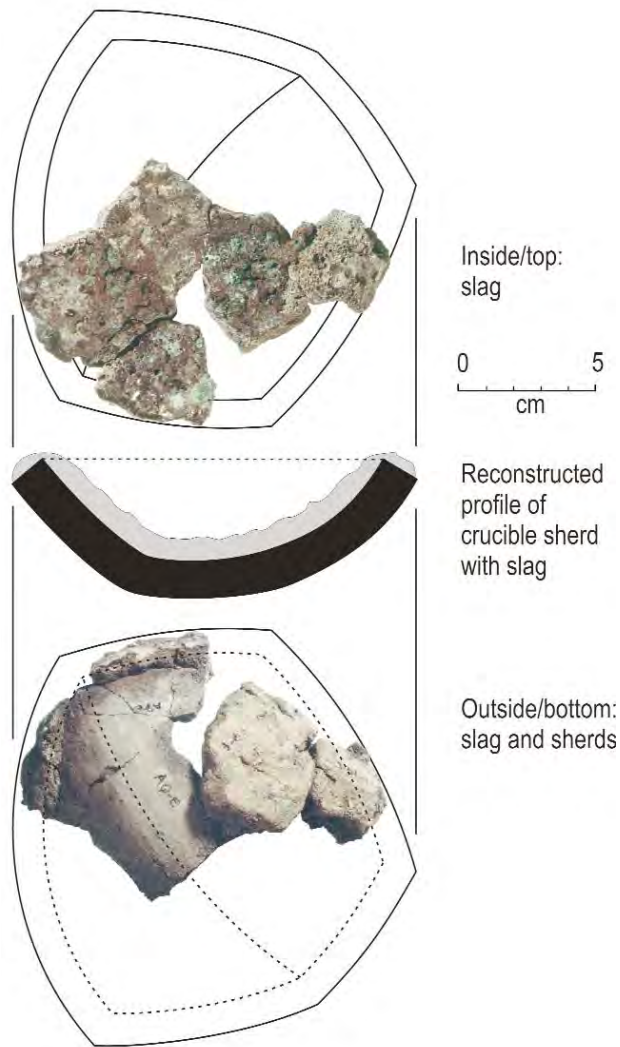 Inside/top:
slag
0 5
cm
Reconstructed
profile of
crucible sherd
with slag
Outside/bottom:
slag and sherds